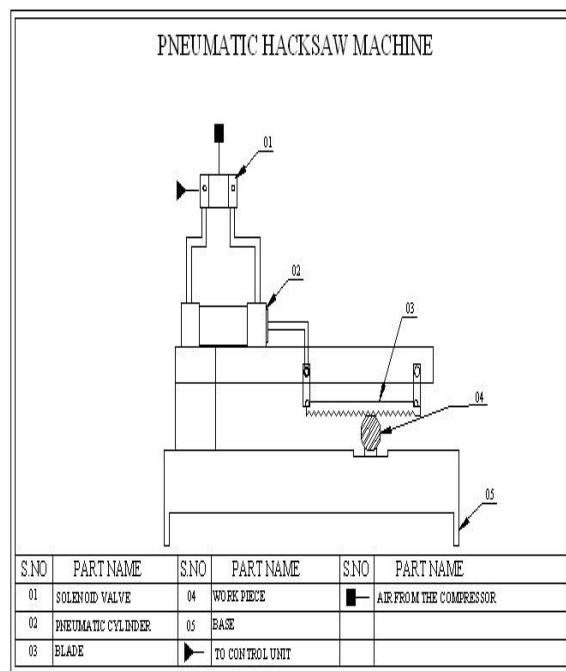 PNEUMATIC HACKSAW MACHINE
01
02
03
04
05
S.NO PART NAME S.NO PART NAME S.NO PART NAME
01 SOLENOID VALVE 04 WORK PIECE AIR FROM THE COMPRESSOR
02 PNEUMATIC CYLINDER 05 BASE
03 BLADE TO CONTROL UNIT